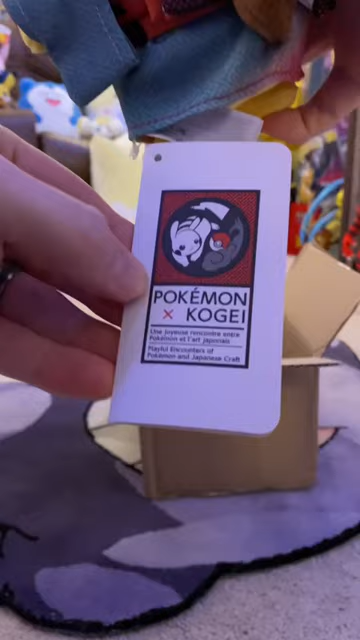 POKÉMON
× KOGEI
Une joyeuse rencontre entre
Pokémon et l'art japonais
Playful Encounters of
Pokémon and Japanese Craft